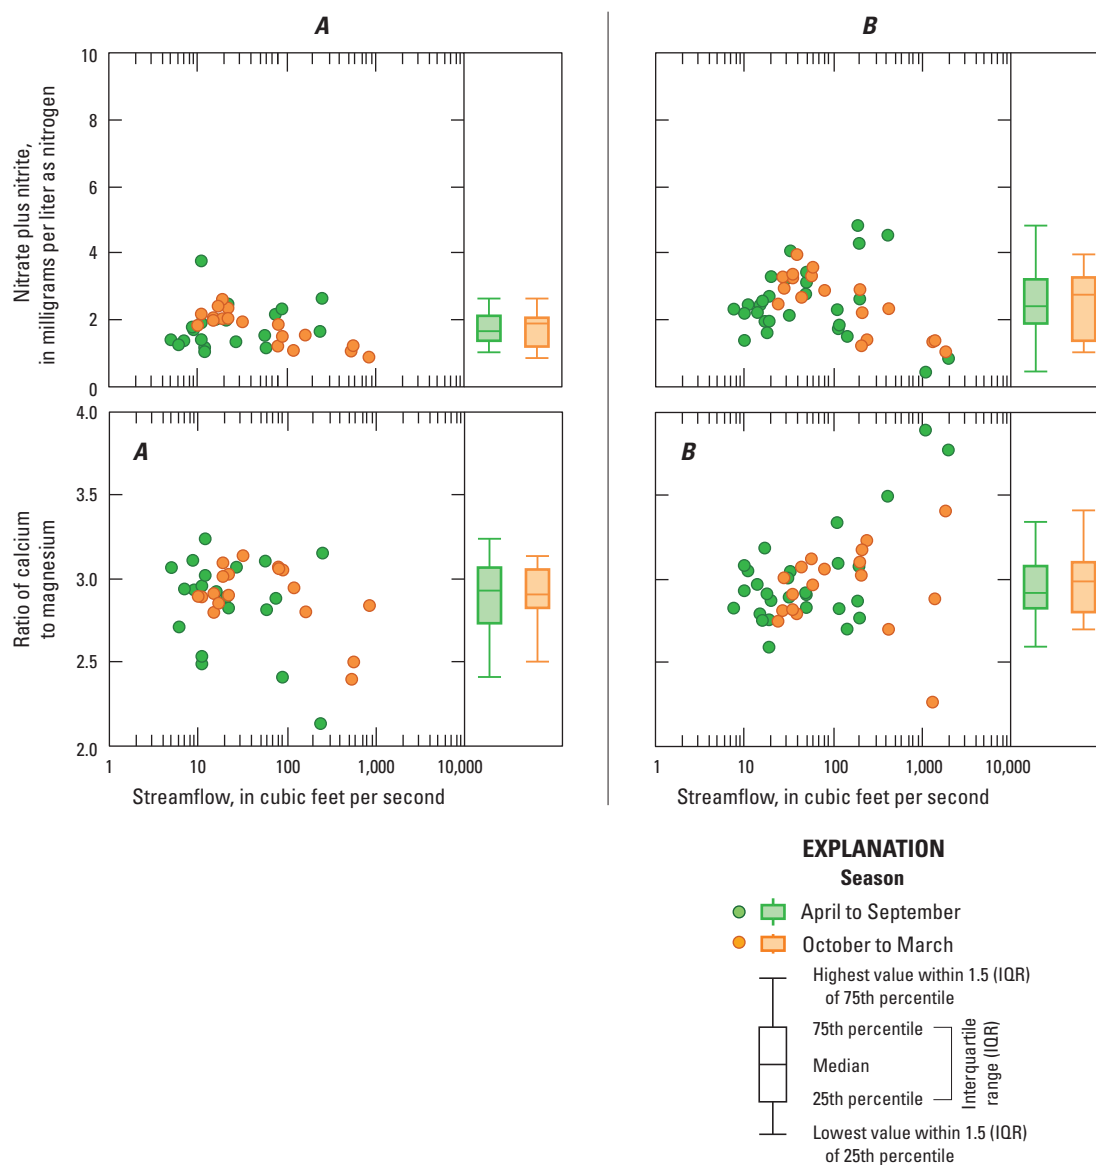 A
B
Nitrate plus nitrite,
in milligrams per liter as nitrogen
10
8
6
4
2
0
A
B
Ratio of calcium
to magnesium
4.0
3.5
3.0
2.5
2.0
1 10 100 1,000 10,000
1 10 100 1,000 10,000
Streamflow, in cubic feet per second
Streamflow, in cubic feet per second
EXPLANATION
Season
April to September
October to March
Highest value within 1.5 (IQR)
of 75th percentile
75th percentile
Median
25th percentile
Interquartile
range (IQR)
Lowest value within 1.5 (IQR)
of 25th percentile